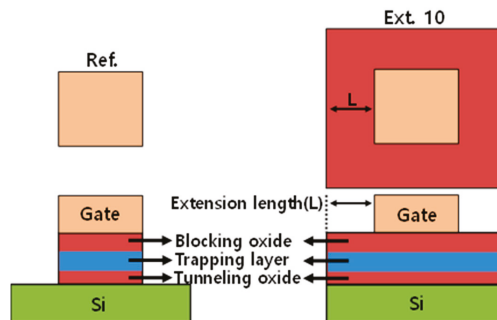 Ext. 10
Ref.
L
Extension length(L)
Gate
Gate
Blocking oxide
Trapping layer
Tunneling oxide
Si
Si